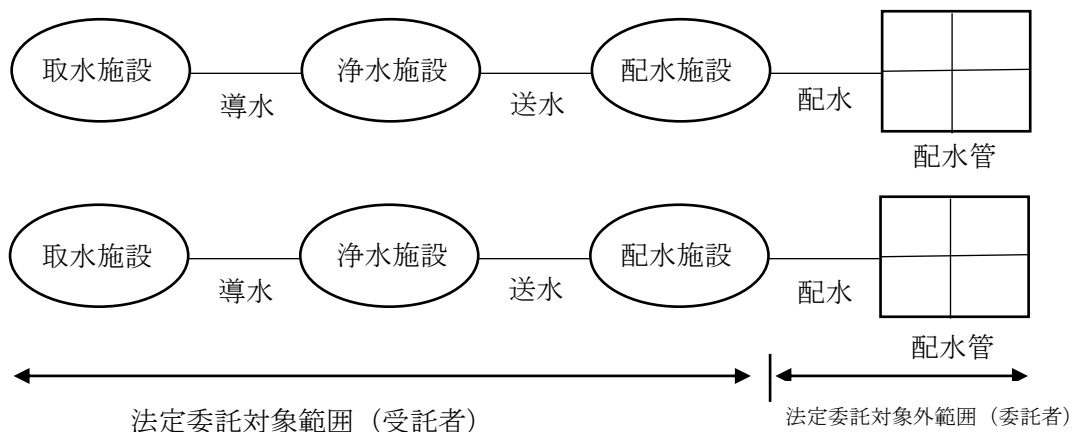 取水施設 浄水施設 配水施設
導水 送水 配水
配水管
取水施設 浄水施設 配水施設
導水 送水 配水
配水管
法定委託対象範囲（受託者） 法定委託対象外範囲（委託者）